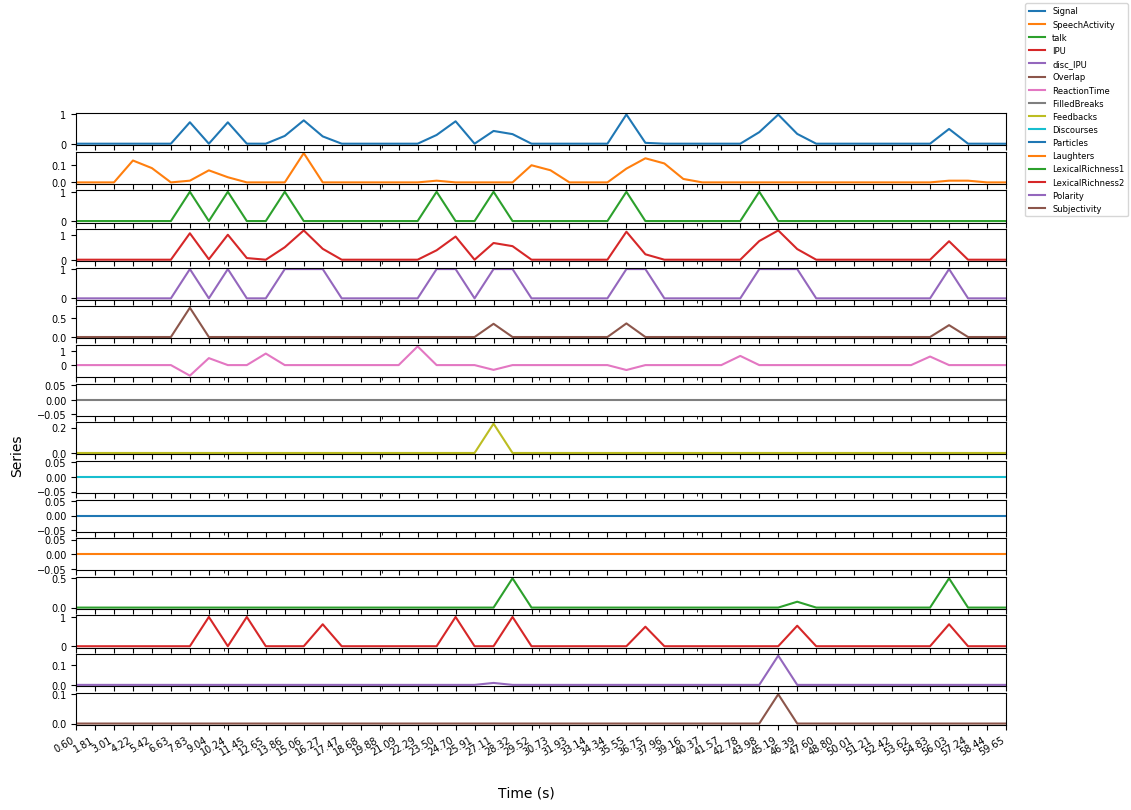 Signal
SpeechActivity
talk
IPU
disc_IPU
Overlap
ReactionTime
FilledBreaks
Feedbacks
Discourses
Particles
Laughters
LexicalRichness1
LexicalRichness2
Polarity
Subjectivity
1
0
0.1
0.0
1
0
1
0
1
0
0.5
0.0
1
0
0.05
0.00
−0.05
0.2
0.0
0.05
0.00
−0.05
0.05
0.00
−0.05
0.05
0.00
−0.05
0.5
0.0
1
0
0.1
0.0
0.1
0.0
Series
0.60 1.81 3.01 4.22 5.42 6.63 7.83 9.04 10.24 11.45 12.65 13.86 15.06 16.27 17.47 18.68 19.88 21.09 22.29 23.50 24.70 25.91 27.11 28.32 29.52 30.73 31.93 33.14 34.34 35.55 36.75 37.96 39.16 40.37 41.57 42.78 43.98 45.19 46.39 47.60 48.80 50.01 51.21 52.42 53.62 54.83 56.03 57.24 58.44 59.65
Time (s)